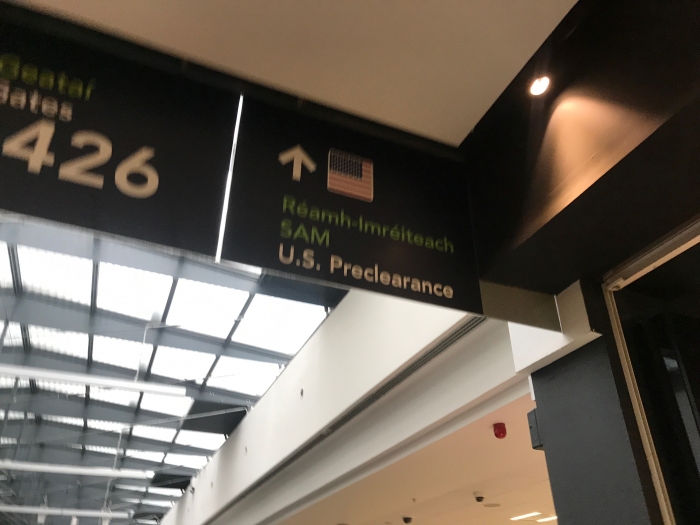 Geataí
Gates
426
Réamh-Imréiteach
SAM
U.S. Preclearance